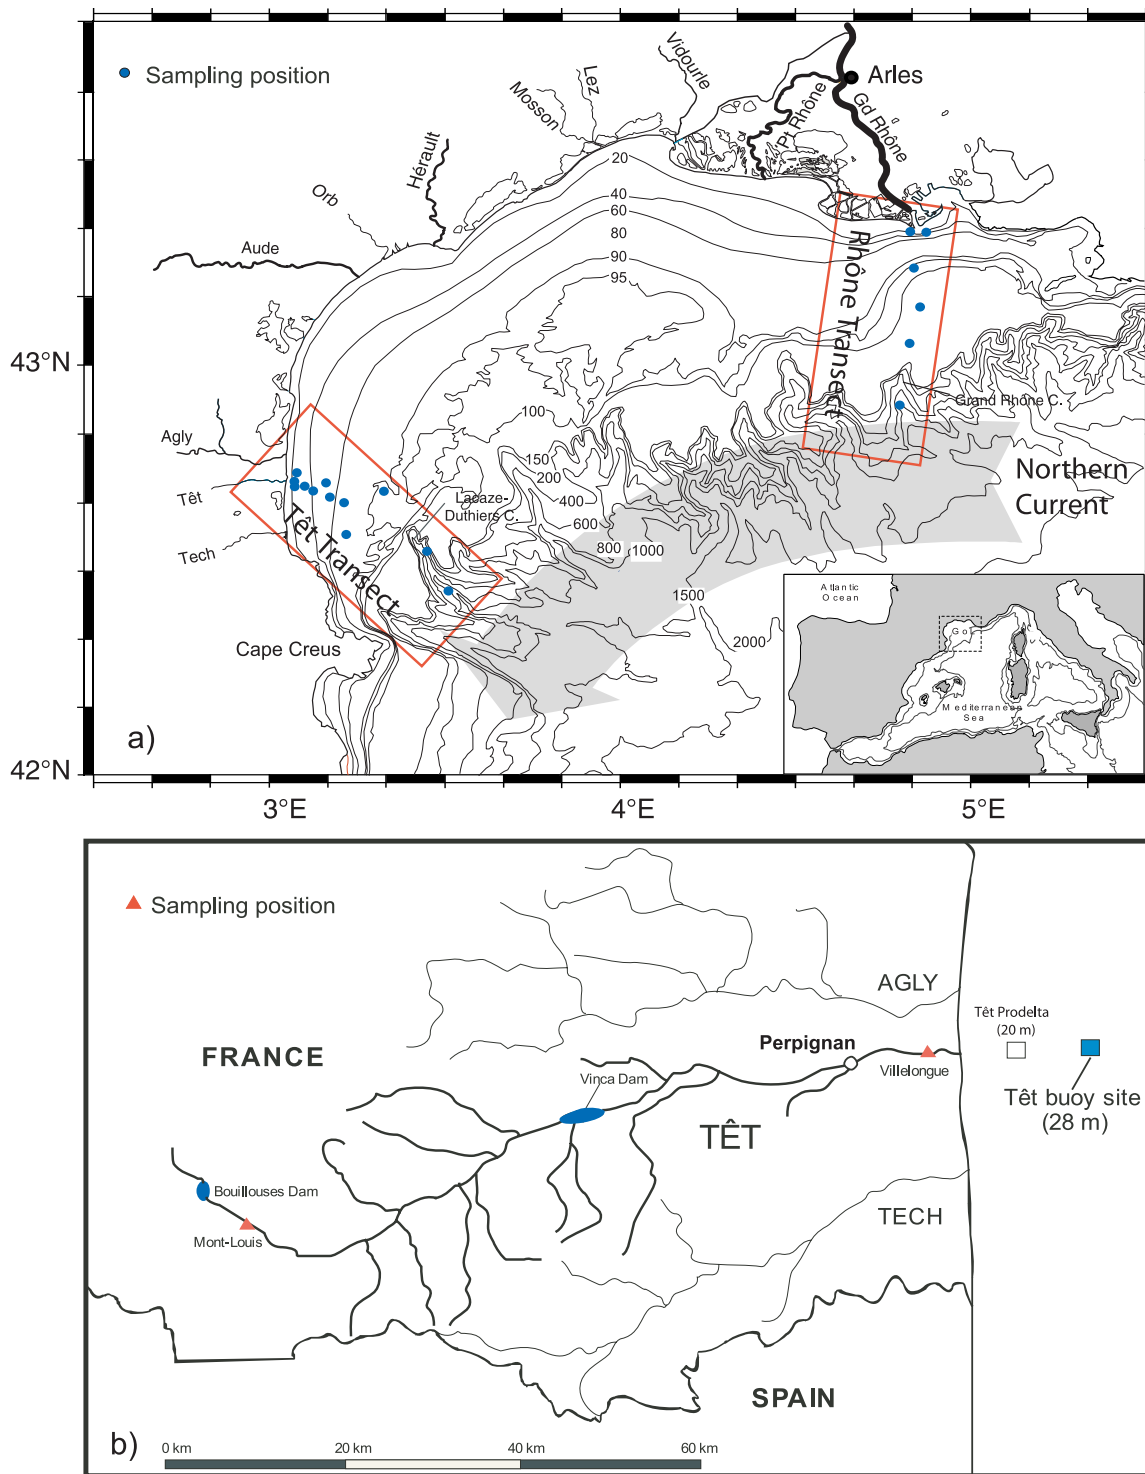 Sampling position
Vidourle
Lez
Mosson
Arles
Pt Rhône
Gd Rhône
Hérault
Orb
Aude
20
40
60
80
90
95
Rhône Transect
43°N
Grand Rhône C.
100
Agly
150
200
400
600
800
1000
Northern
Current
Lacaze-
Duthiers C.
Têt
Têt Transect
Tech
1500
2000
Cape Creus
Atlantic
Ocean
GoL
Mediterranean
Sea
a)
42°N
3°E
4°E
5°E
Sampling position
AGLY
Têt Prodelta
(20 m)
FRANCE
Perpignan
Villelongue
Vinca Dam
Têt buoy site
(28 m)
TÊT
Bouillouses Dam
Mont-Louis
TECH
SPAIN
b)
0 km
20 km
40 km
60 km